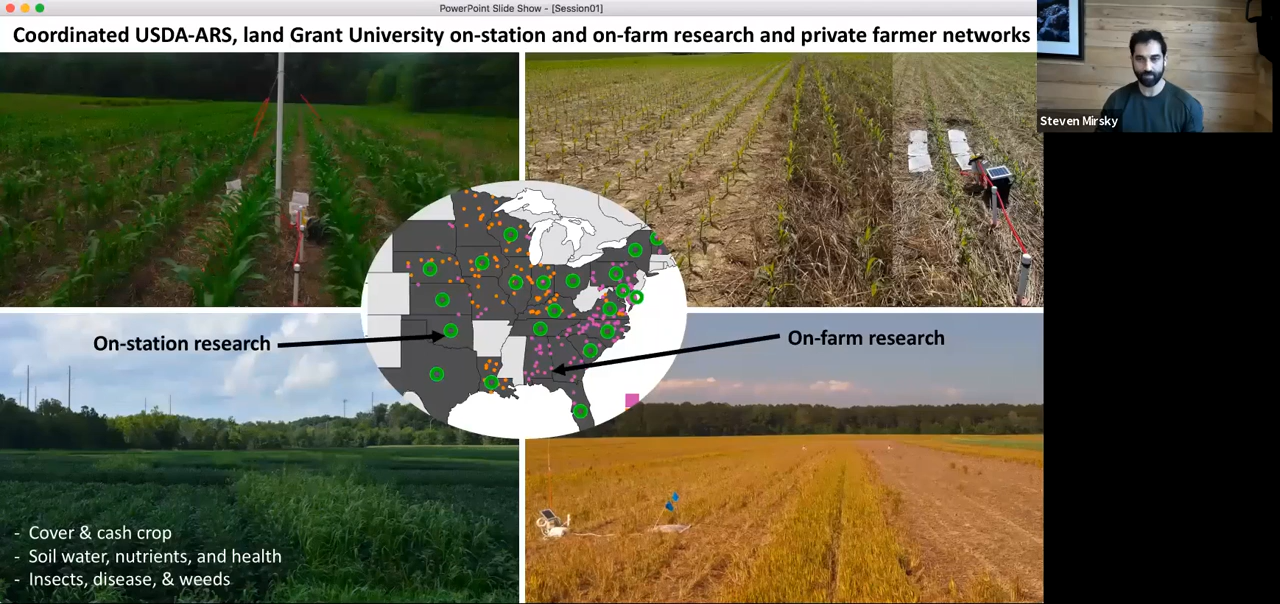 PowerPoint Slide Show - [Session01]
Coordinated USDA-ARS, land Grant University on-station and on-farm research and private farmer networks
Steven Mirsky
On-station research
On-farm research
- Cover & cash crop
- Soil water, nutrients, and health
- Insects, disease, & weeds